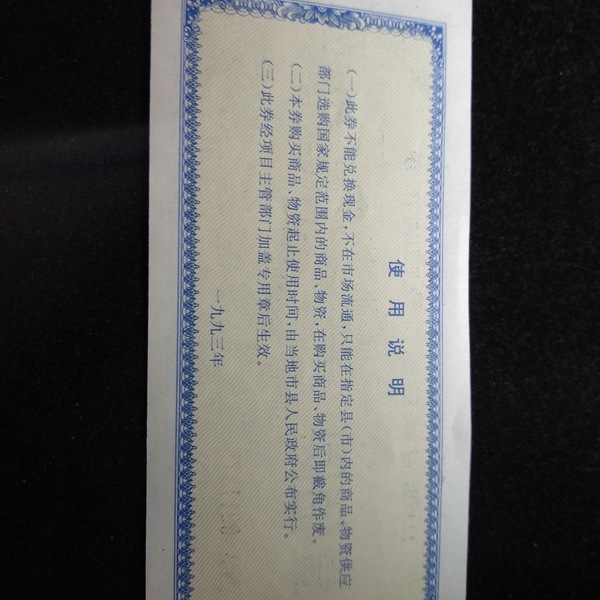 使用说明
(一)此券不能兑换现金,不在市场流通,只能在指定县(市)内的商品、物资供应
部门选购国家规定范围内的商品、物资,在购买商品、物资后即截角作废。
(二)本券购买商品、物资起止使用时间,由当地市县人民政府公布实行。
(三)此券经项目主管部门加盖专用章后生效。
一九九三年